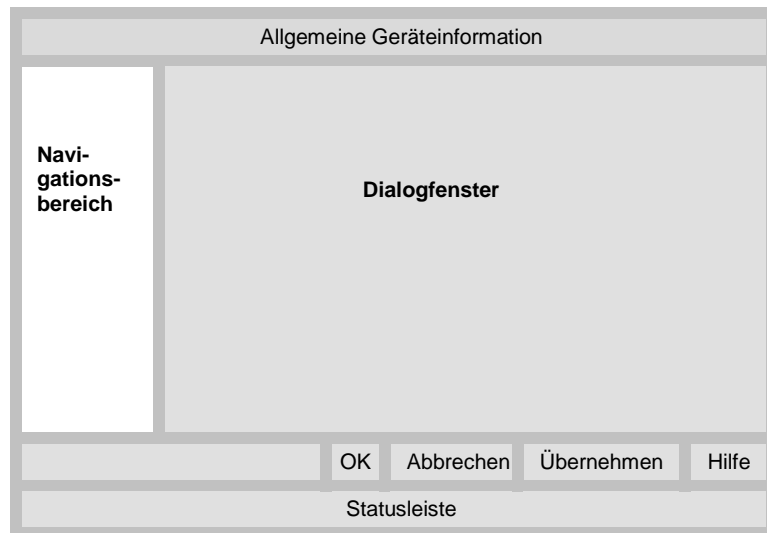 Allgemeine Geräteinformation
Navi-
gations-
bereich
Dialogfenster
OK Abbrechen Übernehmen Hilfe
Statusleiste